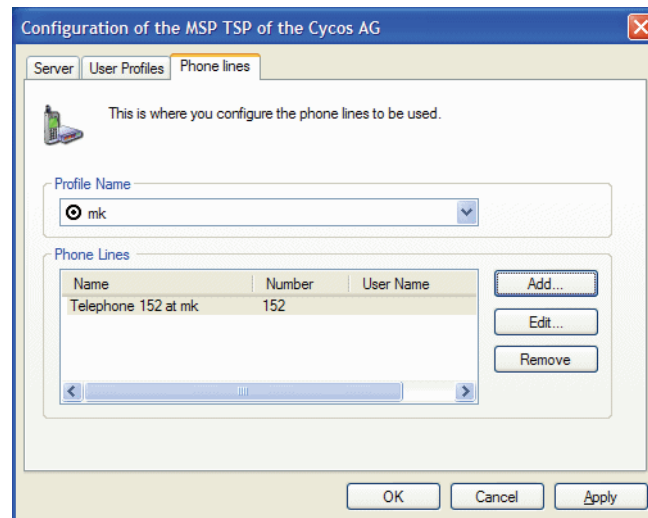 Configuration of the MSP TSP of the Cycos AG
Server User Profiles Phone lines
This is where you configure the phone lines to be used.
Profile Name
mk
Phone Lines
Name Number User Name
Telephone 152 at mk 152
Add...
Edit...
Remove
OK Cancel Apply